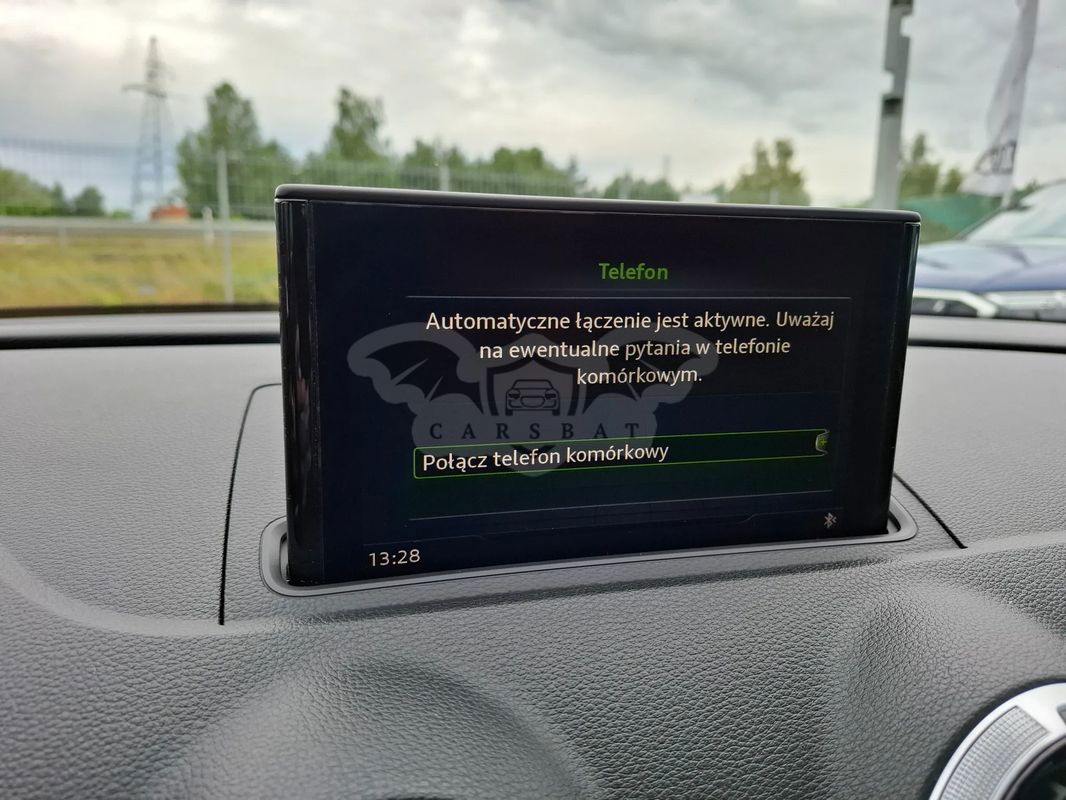 Telefon
Automatyczne łączenie jest aktywne. Uważaj
na ewentualne pytania w telefonie
komórkowym.
CARSBAT
Połącz telefon komórkowy
13:28